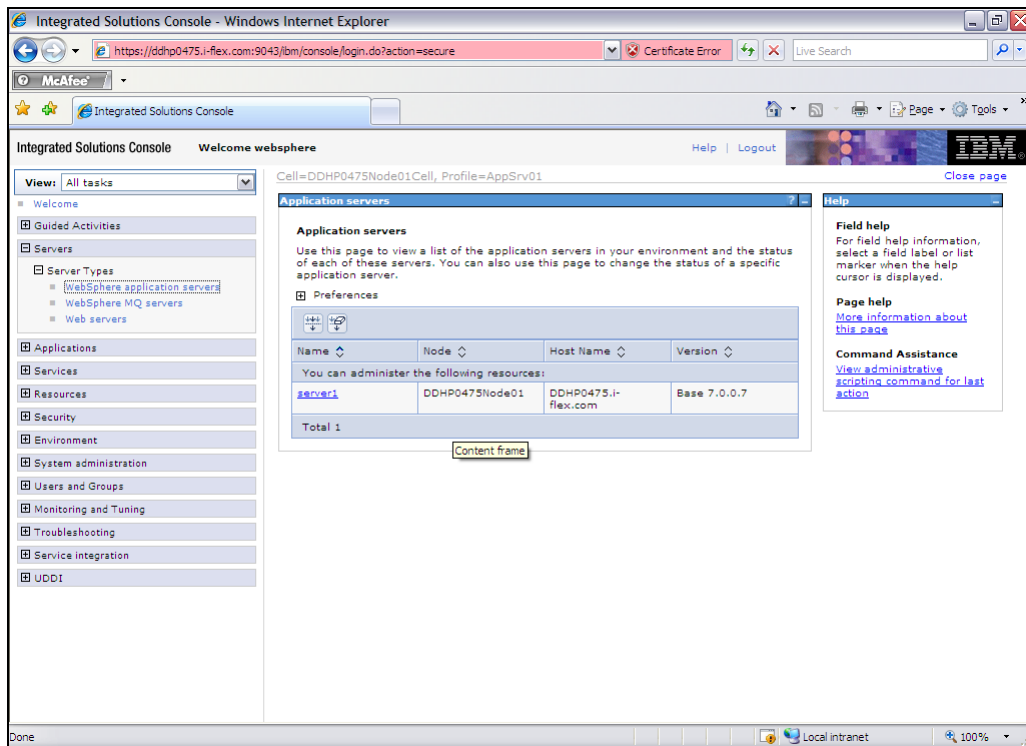 Integrated Solutions Console - Windows Internet Explorer
https://ddhp0475.i-flex.com:9043/ibm/console/login.do?action=secure
Certificate Error
Live Search
McAfee
Integrated Solutions Console
Page
Tools
Integrated Solutions Console Welcome websphere
Help | Logout
IBM
View: All tasks
Welcome
Guided Activities
Servers
Server Types
WebSphere application servers
WebSphere MQ servers
Web servers
Applications
Services
Resources
Security
Environment
System administration
Users and Groups
Monitoring and Tuning
Troubleshooting
Service integration
UDDI
Cell=DDHP0475Node01Cell, Profile=AppSrv01
Close page
Application servers
? _
Application servers
Use this page to view a list of the application servers in your environment and the status
of each of these servers. You can also use this page to change the status of a specific
application server.
Preferences
Name Node Host Name Version
You can administer the following resources:
server1 DDHP0475Node01 DDHP0475.i-
flex.com Base 7.0.0.7
Total 1
Content frame
Help
Field help
For field help information,
select a field label or list
marker when the help
cursor is displayed.
Page help
More information about
this page
Command Assistance
View administrative
scripting command for last
action
Done
Local intranet
100%